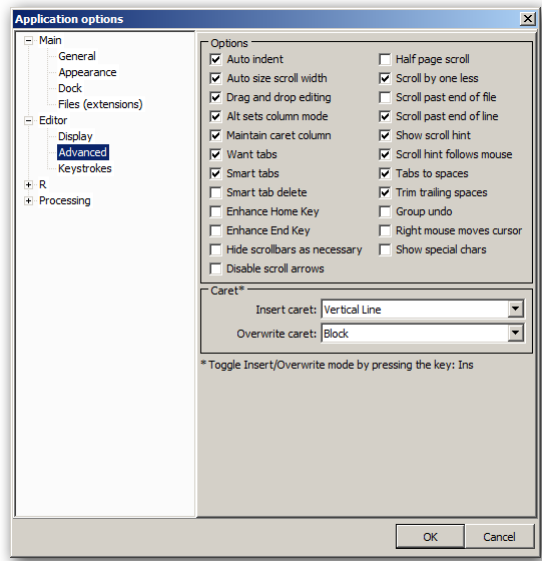 Application options
Main
General
Appearance
Dock
Files (extensions)
Editor
Display
Advanced
Keystrokes
R
Processing
Options
Auto indent
Auto size scroll width
Drag and drop editing
Alt sets column mode
Maintain caret column
Want tabs
Smart tabs
Smart tab delete
Enhance Home Key
Enhance End Key
Hide scrollbars as necessary
Disable scroll arrows
Half page scroll
Scroll by one less
Scroll past end of file
Scroll past end of line
Show scroll hint
Scroll hint follows mouse
Tabs to spaces
Trim trailing spaces
Group undo
Right mouse moves cursor
Show special chars
Caret*
Insert caret: Vertical Line
Overwrite caret: Block
* Toggle Insert/Overwrite mode by pressing the key: Ins
OK Cancel